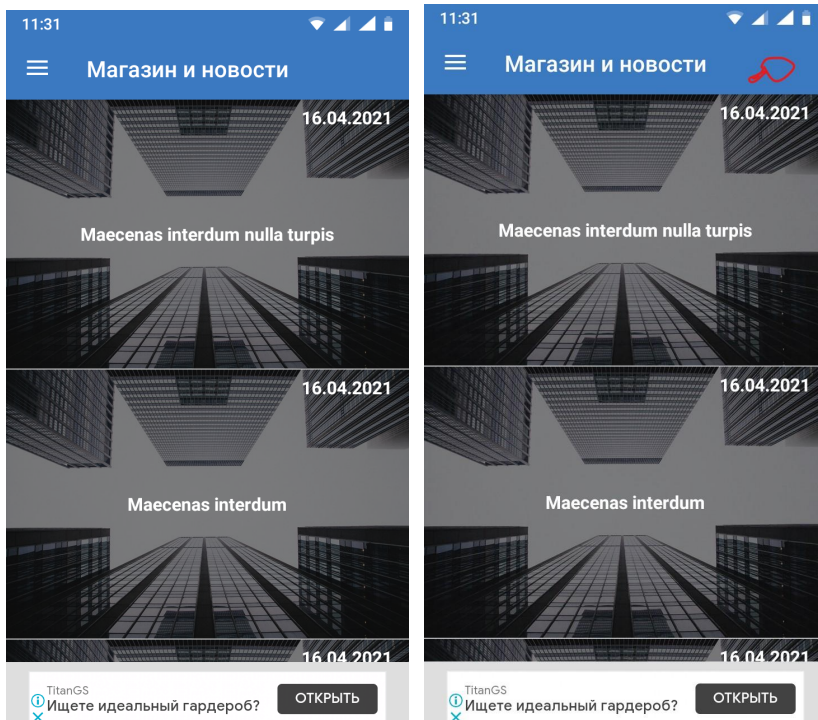 11:31
Магазин и новости
16.04.2021
Maecenas interdum nulla turpis
16.04.2021
Maecenas interdum
16.04.2021
TitanGS
Ищете идеальный гардероб?
ОТКРЫТЬ
11:31
Магазин и новости
16.04.2021
Maecenas interdum nulla turpis
16.04.2021
Maecenas interdum
16.04.2021
TitanGS
Ищете идеальный гардероб?
ОТКРЫТЬ